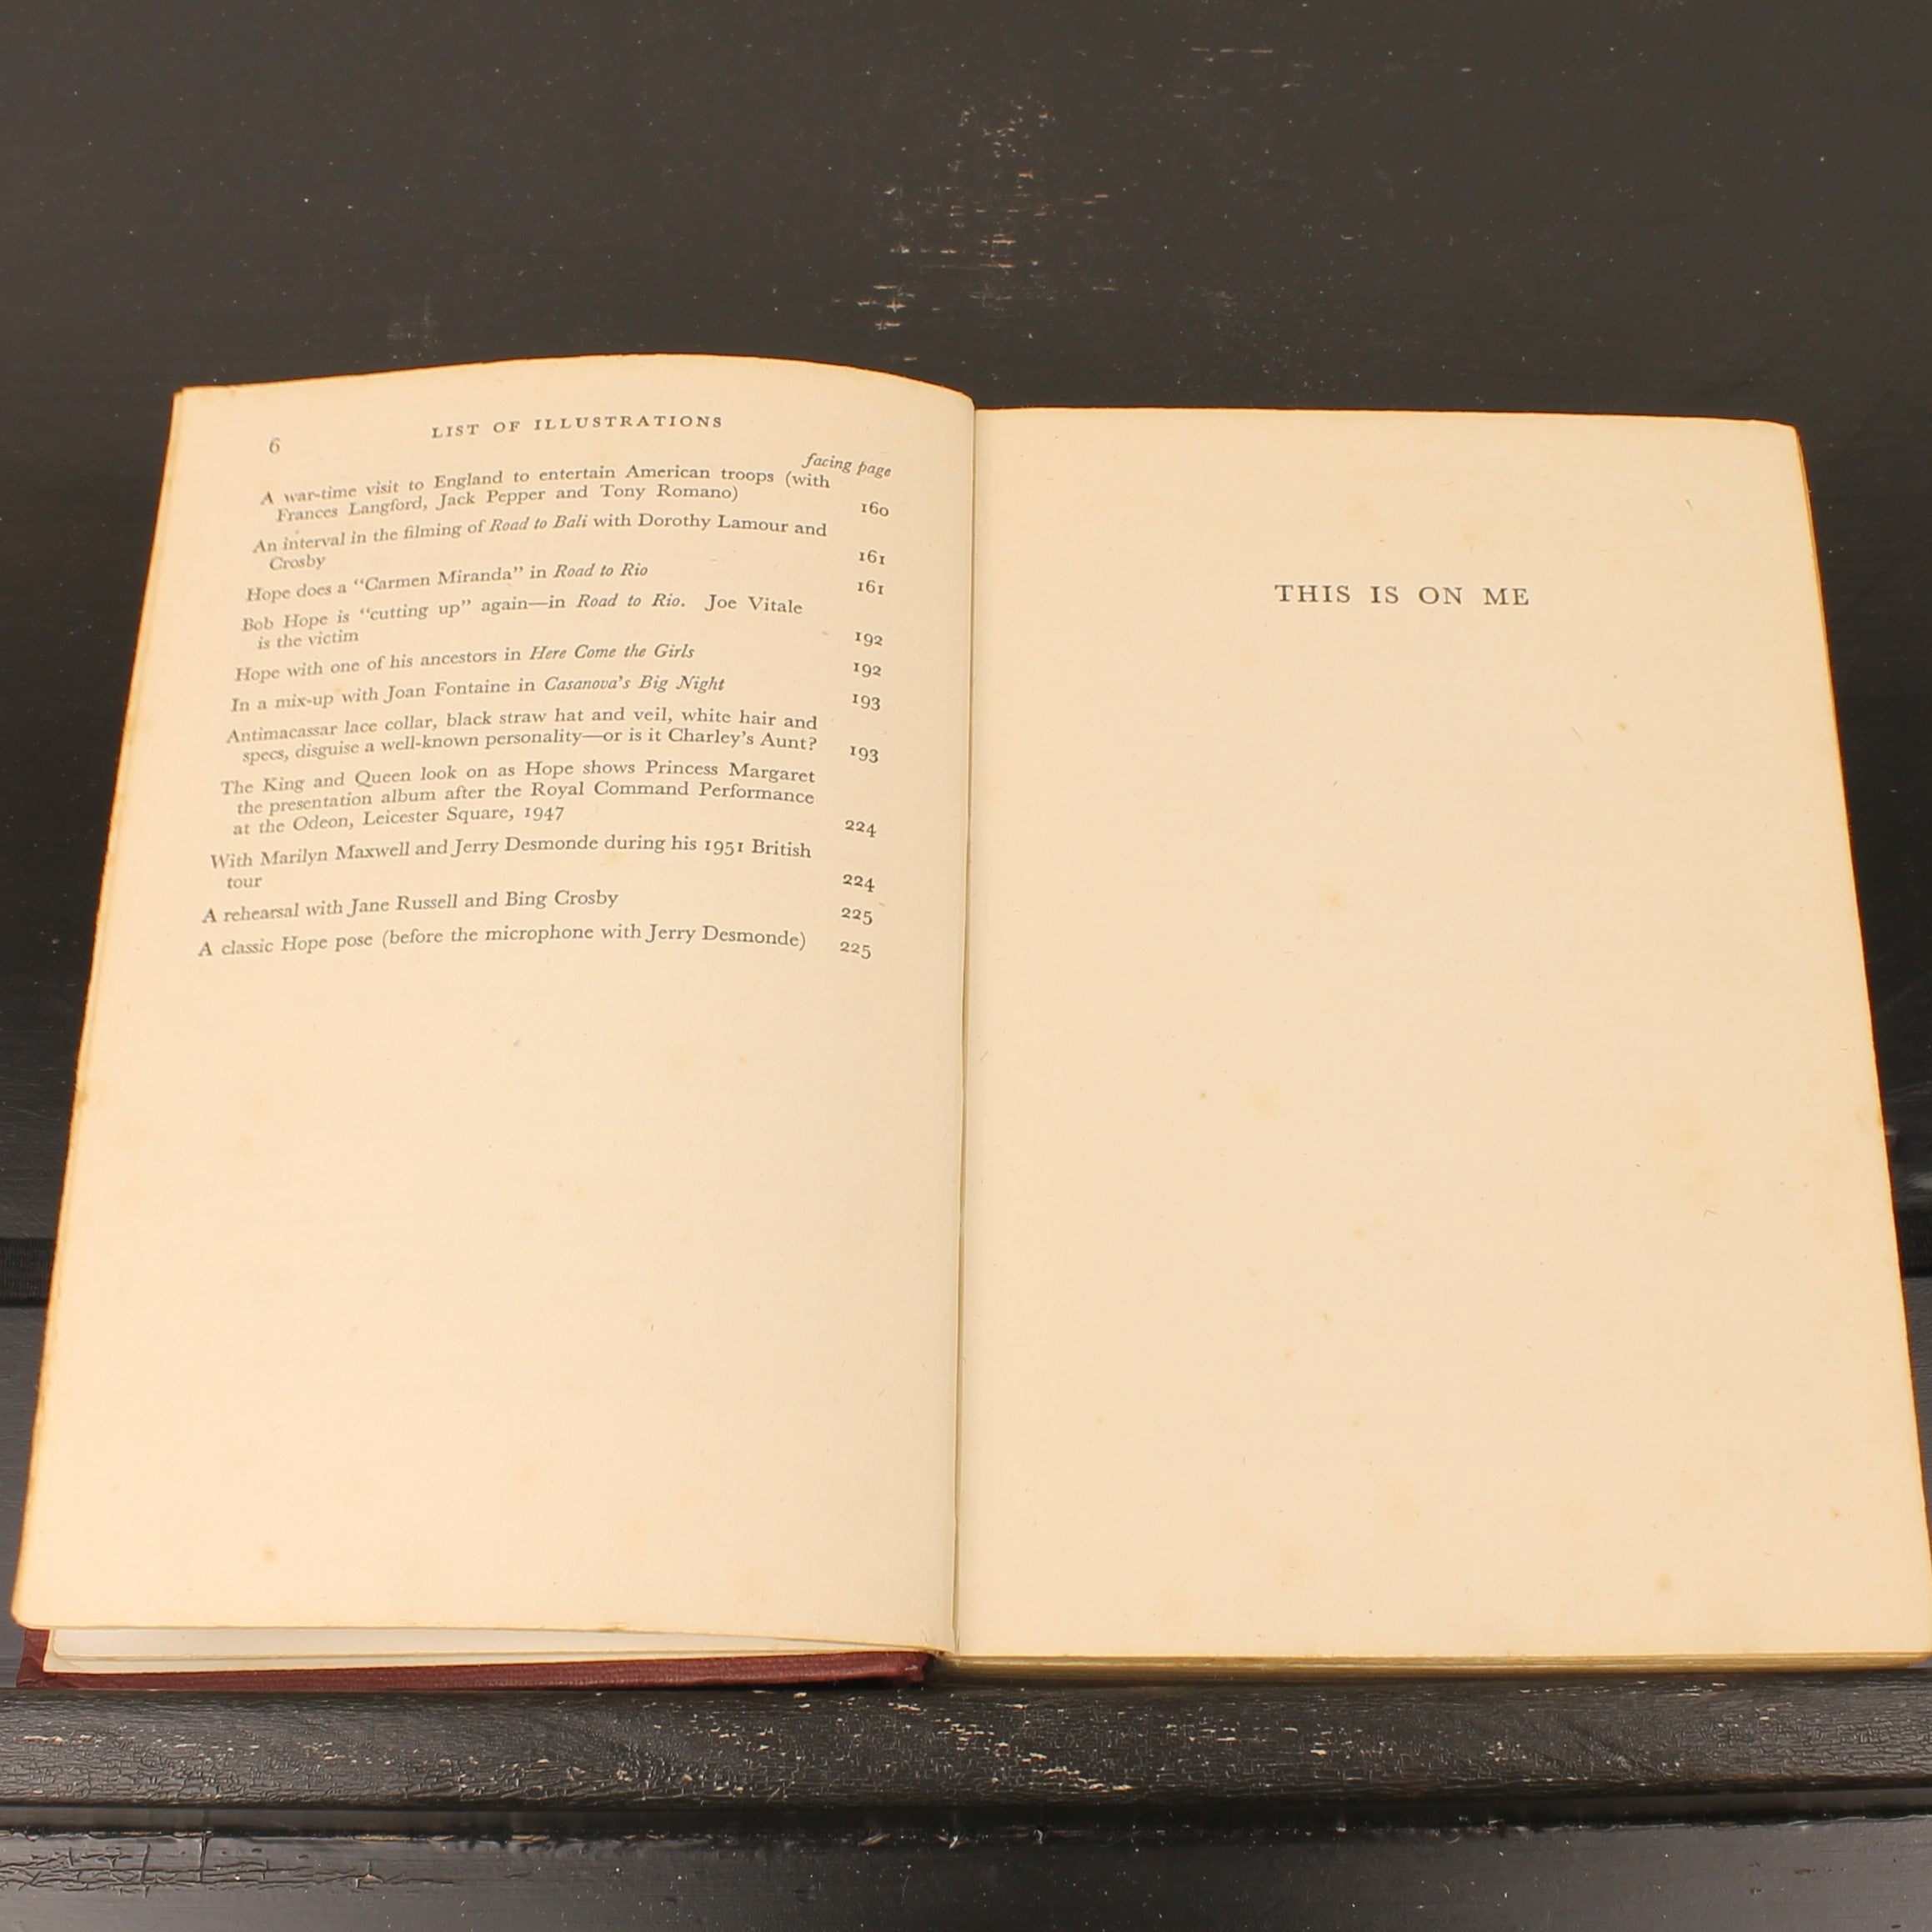 6 LIST OF ILLUSTRATIONS
facing page
A war-time visit to England to entertain American troops (with
Frances Langford, Jack Pepper and Tony Romano) 160
An interval in the filming of Road to Bali with Dorothy Lamour and
Crosby 161
Hope does a “Carmen Miranda” in Road to Rio 161
Bob Hope is “cutting up” again—in Road to Rio. Joe Vitale
is the victim 192
Hope with one of his ancestors in Here Come the Girls 192
In a mix-up with Joan Fontaine in Casanova's Big Night 193
Antimacassar lace collar, black straw hat and veil, white hair and
specs, disguise a well-known personality—or is it Charley's Aunt? 193
The King and Queen look on as Hope shows Princess Margaret
the presentation album after the Royal Command Performance
at the Odeon, Leicester Square, 1947 224
With Marilyn Maxwell and Jerry Desmonde during his 1951 British
tour 224
A rehearsal with Jane Russell and Bing Crosby 225
A classic Hope pose (before the microphone with Jerry Desmonde) 225
THIS IS ON ME